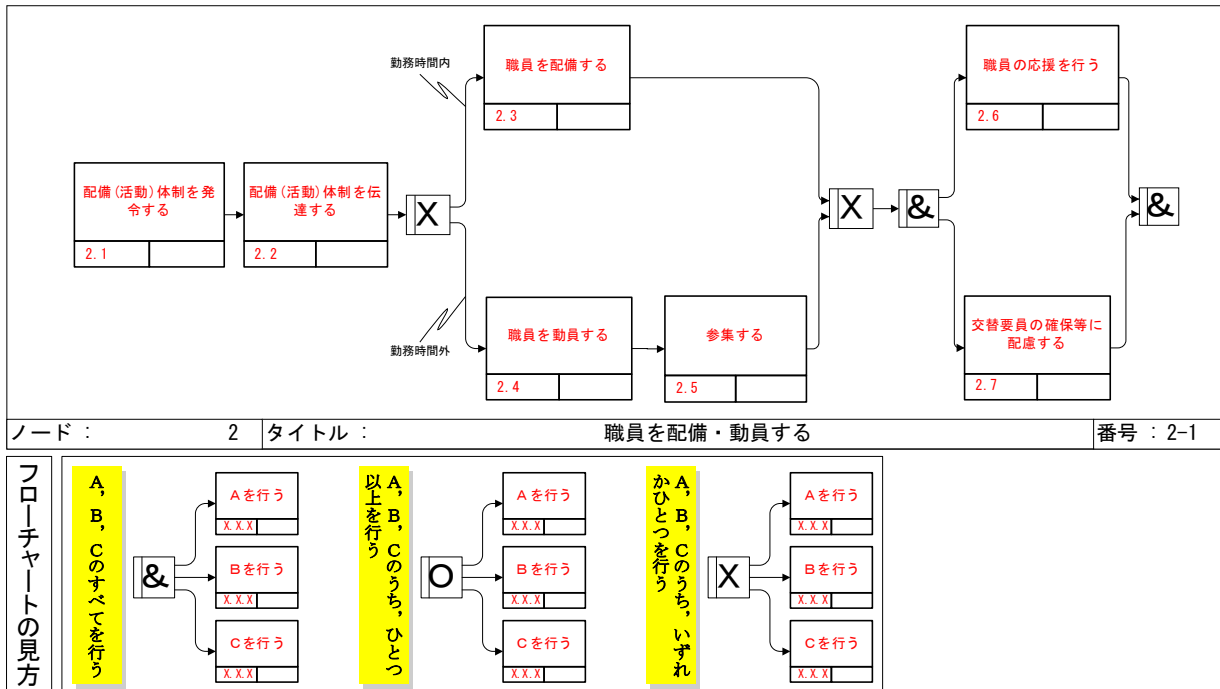 勤務時間内
職員を配備する
2.3
職員の応援を行う
2.6
配備(活動)体制を発
令する
2.1
配備(活動)体制を伝
達する
2.2
X
X
&
&
勤務時間外
職員を動員する
2.4
参集する
2.5
交替要員の確保等に
配慮する
2.7
ノード : 2 タイトル : 職員を配備・動員する 番号 : 2-1
フローチャートの見方
A, B, Cのすべてを行う
&
Aを行う
X.X.X
Bを行う
X.X.X
Cを行う
X.X.X
A, B, Cのうち, ひとつ
以上を行う
O
Aを行う
X.X.X
Bを行う
X.X.X
Cを行う
X.X.X
A, B, Cのうち, いずれ
かひとつを行う
X
Aを行う
X.X.X
Bを行う
X.X.X
Cを行う
X.X.X